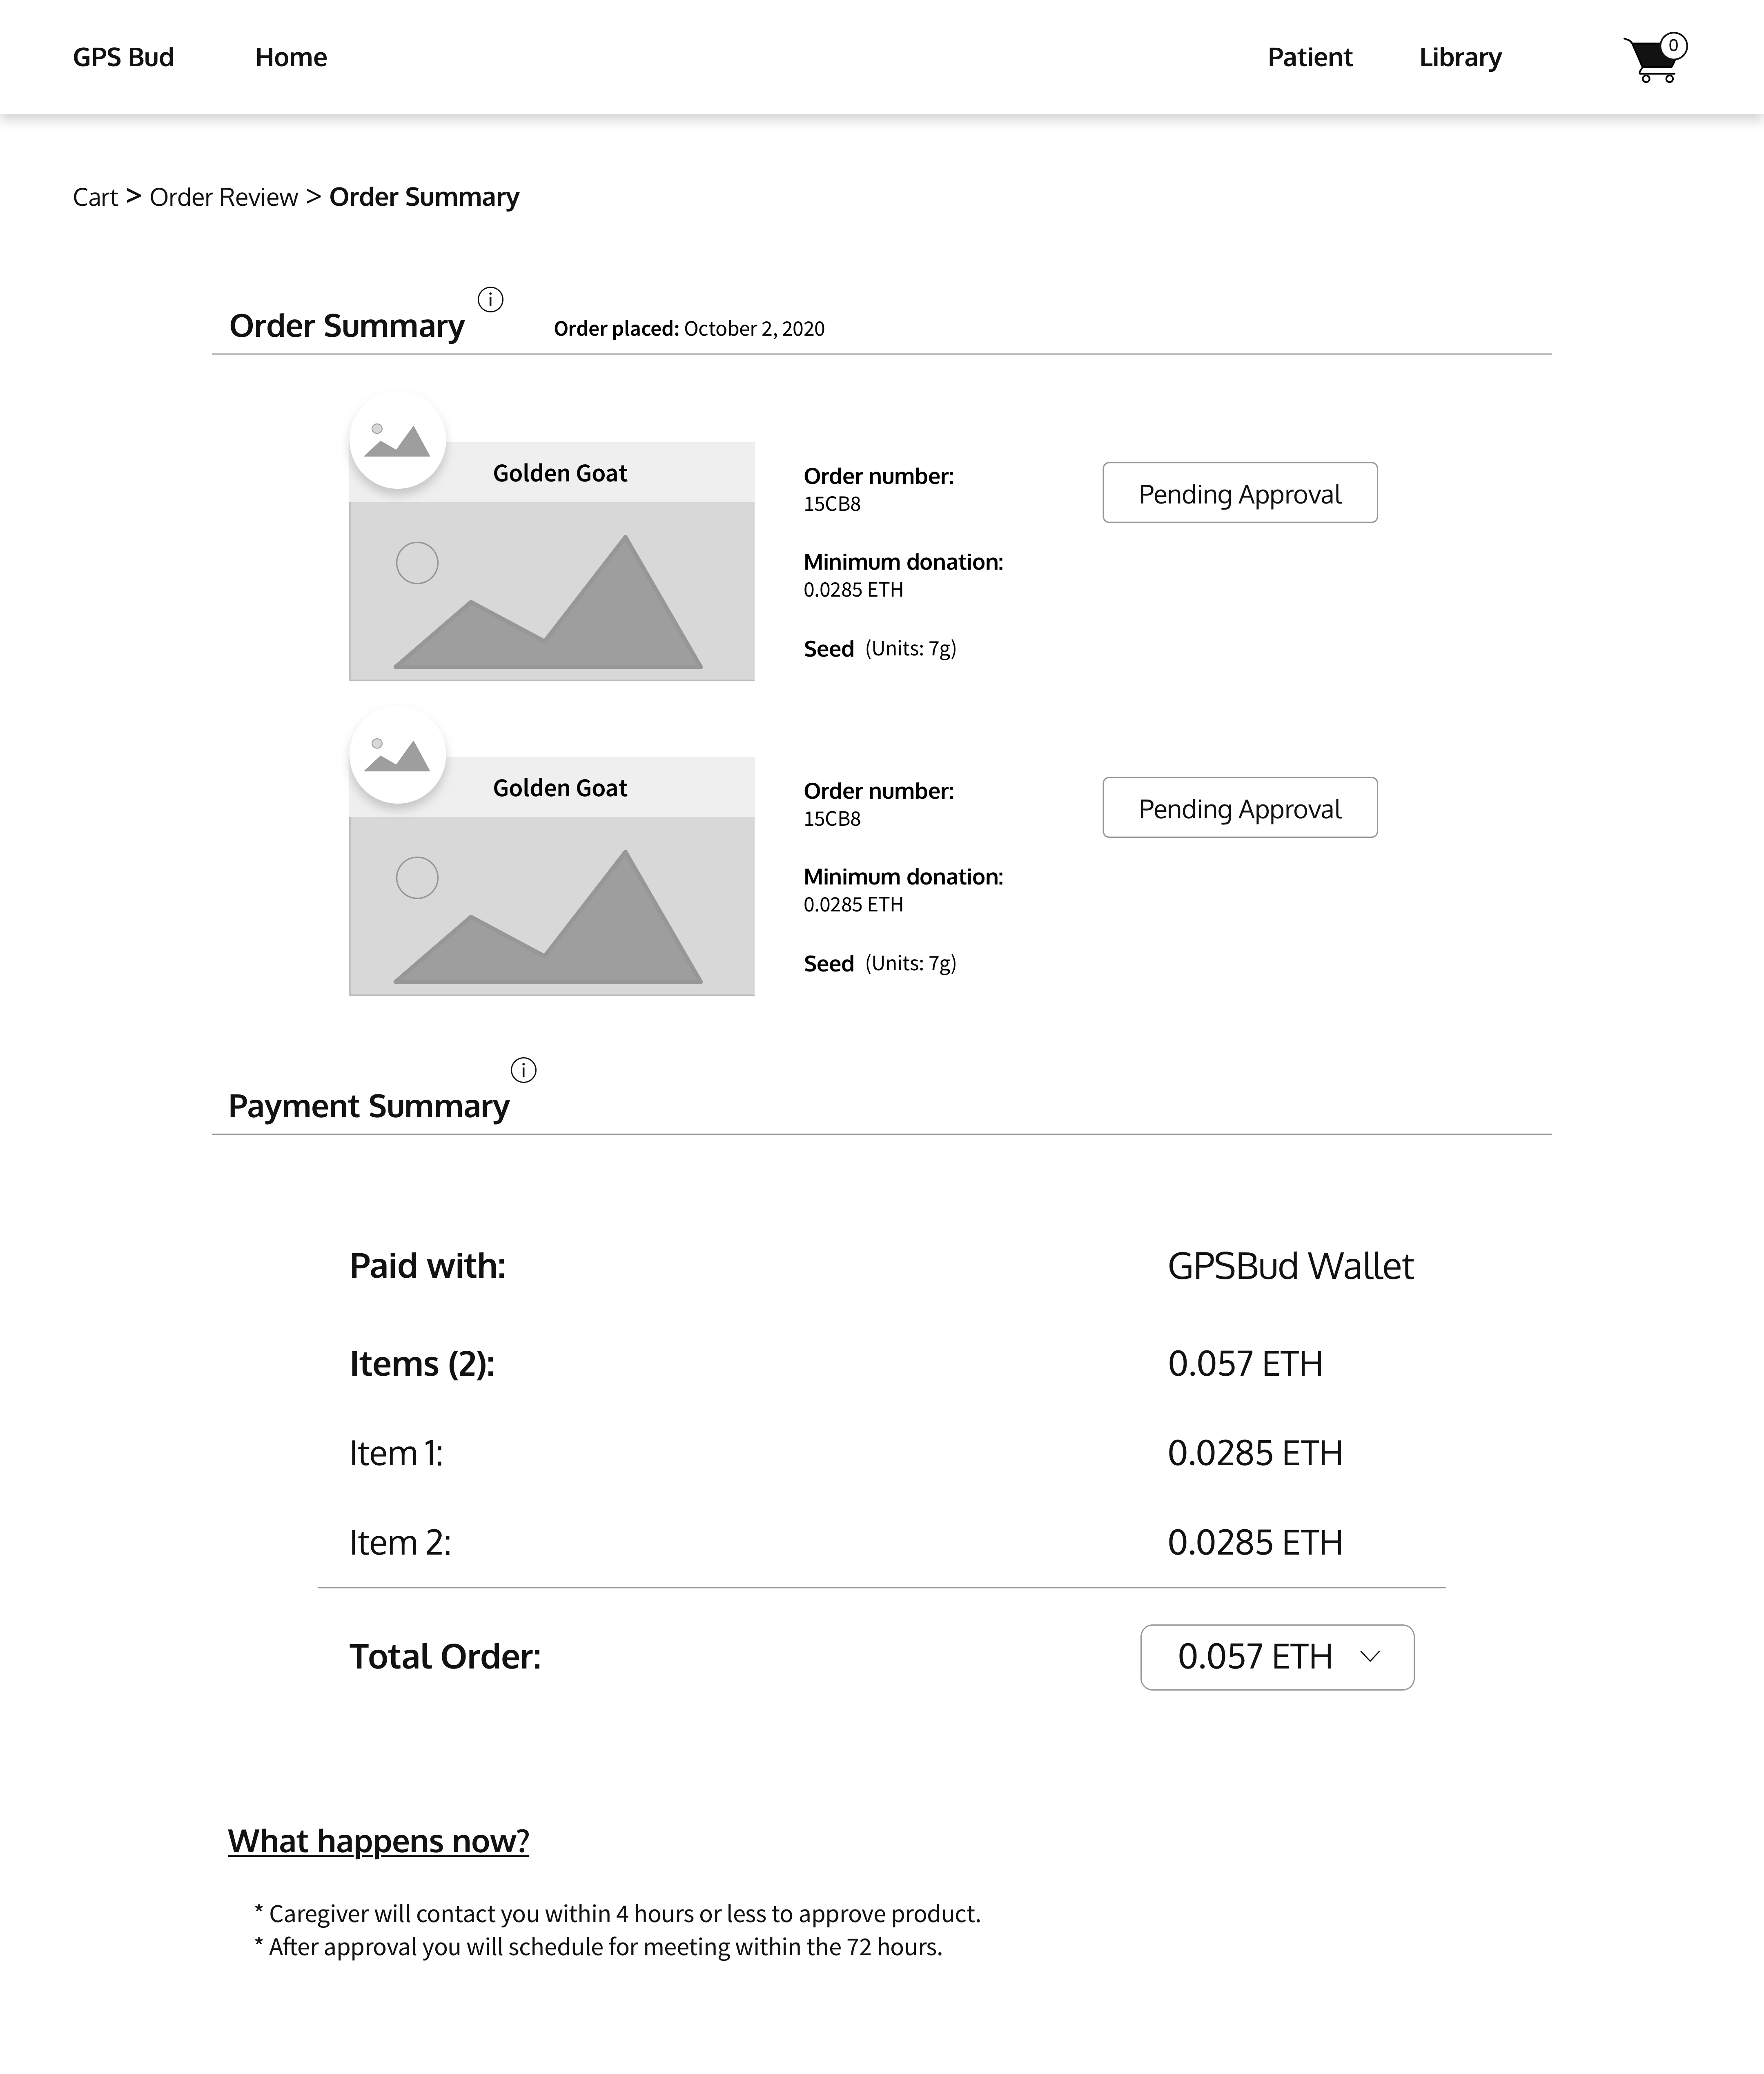 GPS Bud Home Patient Library 0
Cart > Order Review > Order Summary
Order Summary i Order placed: October 2, 2020
Golden Goat
Order number:
15CB8
Pending Approval
Minimum donation:
0.0285 ETH
Seed (Units: 7g)
Golden Goat
Order number:
15CB8
Pending Approval
Minimum donation:
0.0285 ETH
Seed (Units: 7g)
Payment Summary i
Paid with: GPSBud Wallet
Items (2): 0.057 ETH
Item 1: 0.0285 ETH
Item 2: 0.0285 ETH
Total Order: 0.057 ETH
What happens now?
* Caregiver will contact you within 4 hours or less to approve product.
* After approval you will schedule for meeting within the 72 hours.